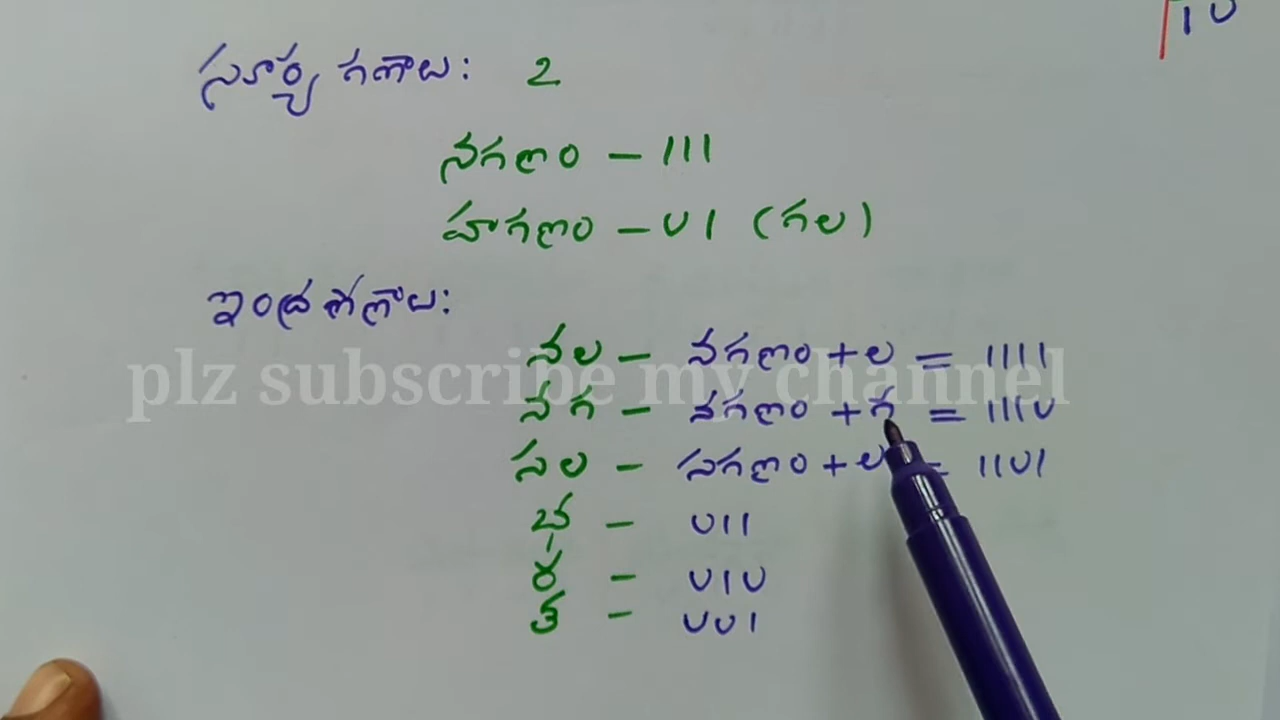 I U
సూర్య గణాలు: 2
నగణం – III
హగణం – UI (గల)
ఇంద్ర గణాలు:
నల – నగణం + ల = IIII
నగ – నగణం + గ = IIIU
సల – సగణం + ల = IIUI
భ – UII
ర – UIU
త – UUI
plz subscribe my channel